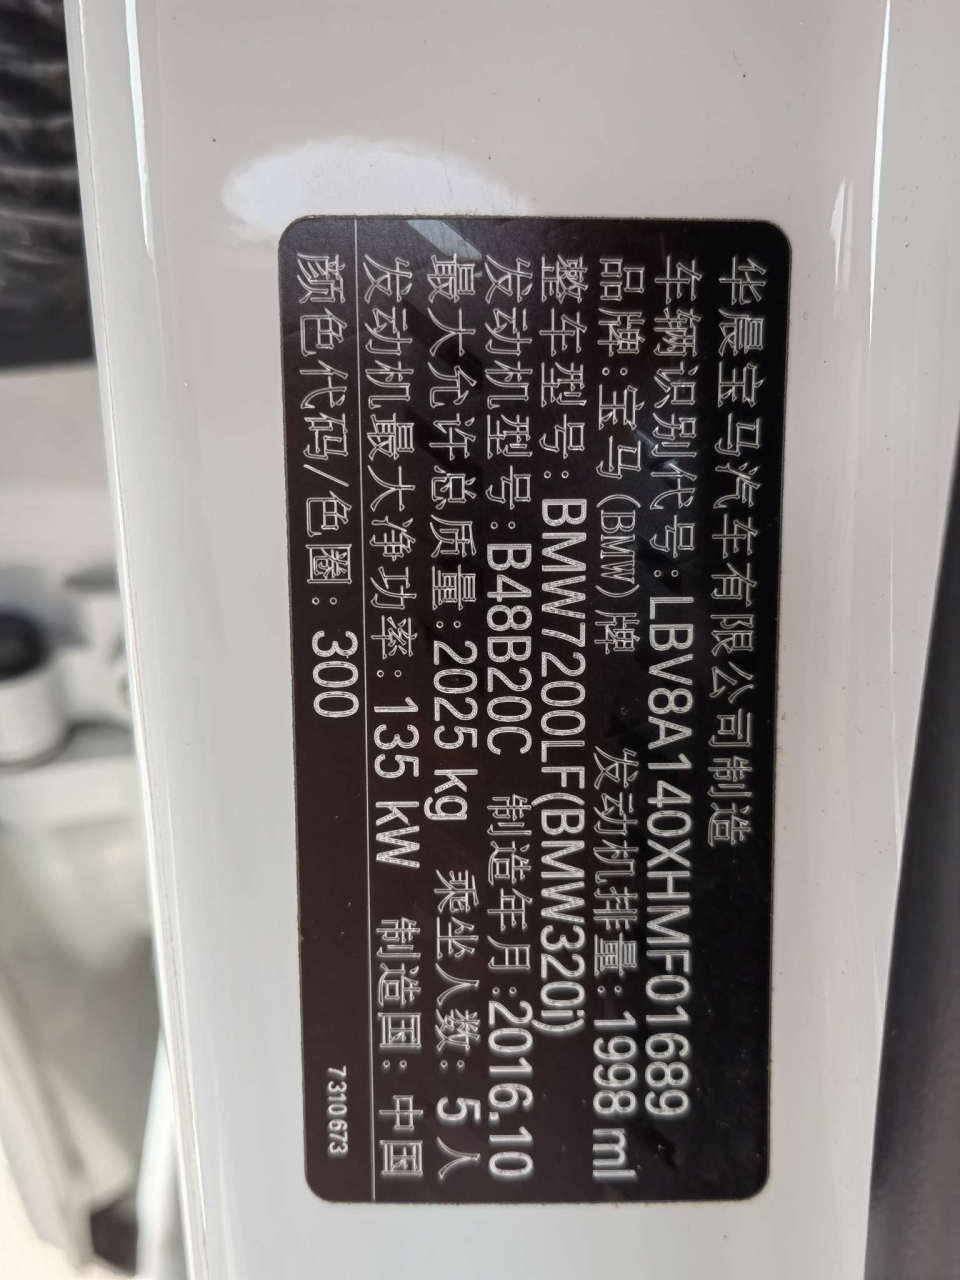 华晨宝马汽车有限公司制造
车辆识别代号:LBV8A140XHMF01689
品牌:宝马(BMW)牌 发动机排量:1998 ml
整车型号:BMW7200LF(BMW320i)
发动机型号:B48B20C 制造年月:2016.10
最大允许总质量:2025 kg 乘坐人数:5人
发动机最大净功率:135 kW 制造国:中国
颜色代码/色圈:300
7310673